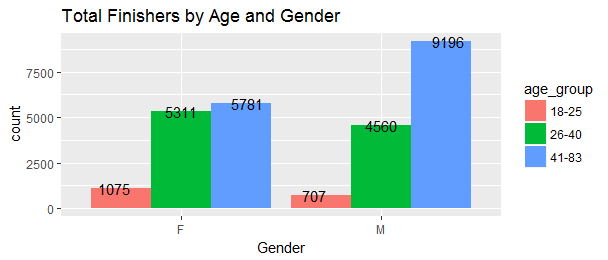 Total Finishers by Age and Gender
count
7500
5000
2500
0
1075
5311
5781
707
4560
9196
F
M
Gender
age_group
18-25
26-40
41-83